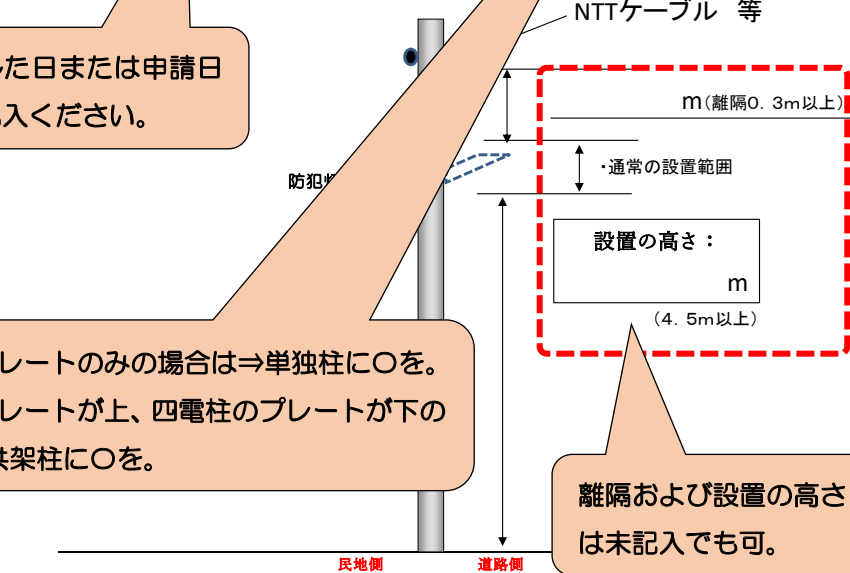 NTTケーブル 等
した日または申請日
入ください。
m(離隔0.3m以上)
・通常の設置範囲
防犯
設置の高さ:
m
(4.5m以上)
レートのみの場合は⇒単独柱に〇を。
レートが上、四電柱のプレートが下の
共架柱に〇を。
離隔および設置の高さ
は未記入でも可。
民地側
道路側